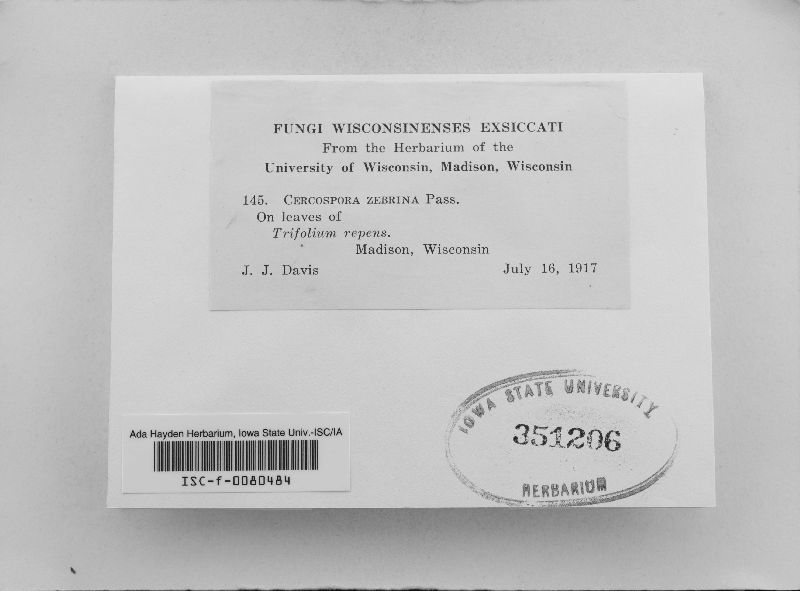 FUNGI WISCONSINENSES EXSICCATI
From the Herbarium of the
University of Wisconsin, Madison, Wisconsin
145. CERCOSPORA ZEBRINA Pass.
On leaves of
Trifolium repens.
Madison, Wisconsin
J. J. Davis July 16, 1917
IOWA STATE UNIVERSITY
351206
HERBARIUM
Ada Hayden Herbarium, Iowa State Univ.-ISC/IA
ISC-f-0080484